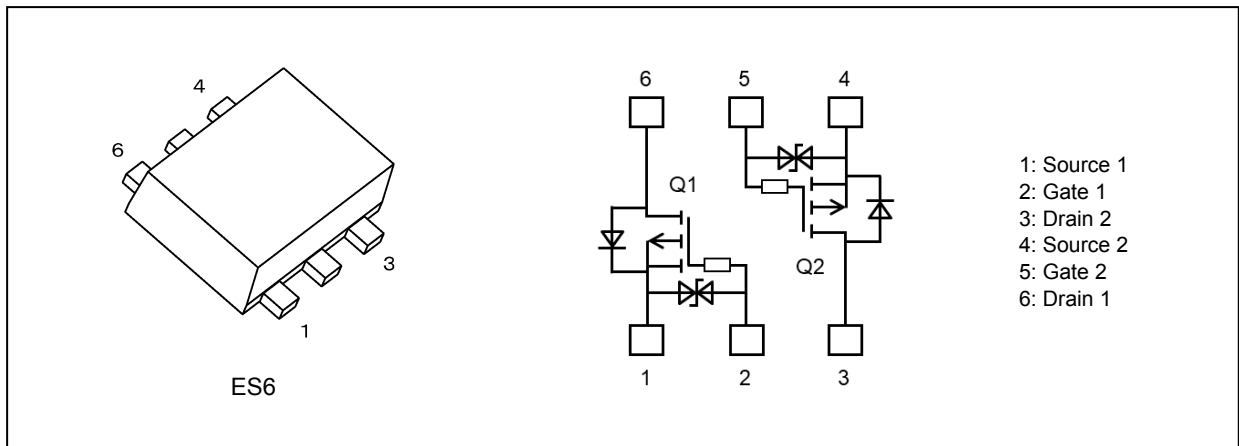 4
6
3
1
ES6
6
5
4
Q1
Q2
1
2
3
1: Source 1
2: Gate 1
3: Drain 2
4: Source 2
5: Gate 2
6: Drain 1